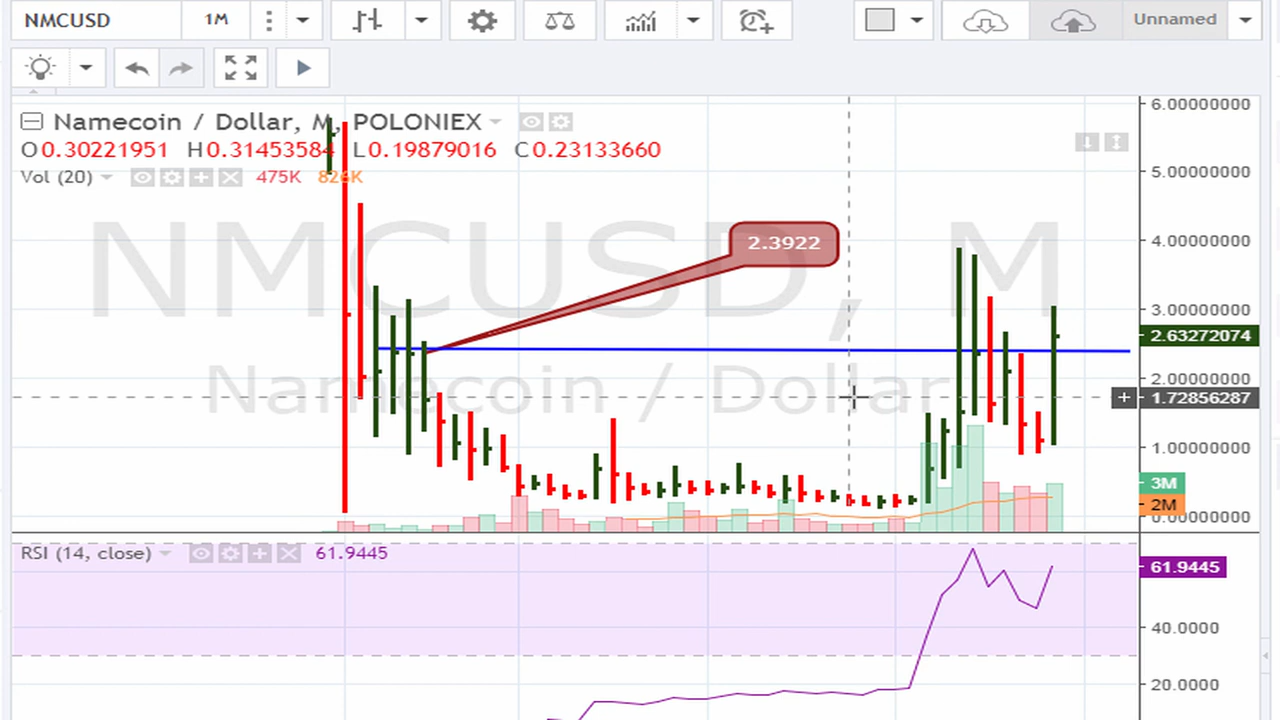 NMCUSD 1M Unnamed
Namecoin / Dollar, M, POLONIEX
O0.30221951 H0.31453584 L0.19879016 C0.23133660
Vol (20) 475K 826K
NMCUSD, M
Namecoin / Dollar
2.3922
6.00000000
5.00000000
4.00000000
3.00000000
2.63272074
2.00000000
1.72856287
1.00000000
3M
2M
0.00000000
RSI (14, close) 61.9445
61.9445
40.0000
20.0000